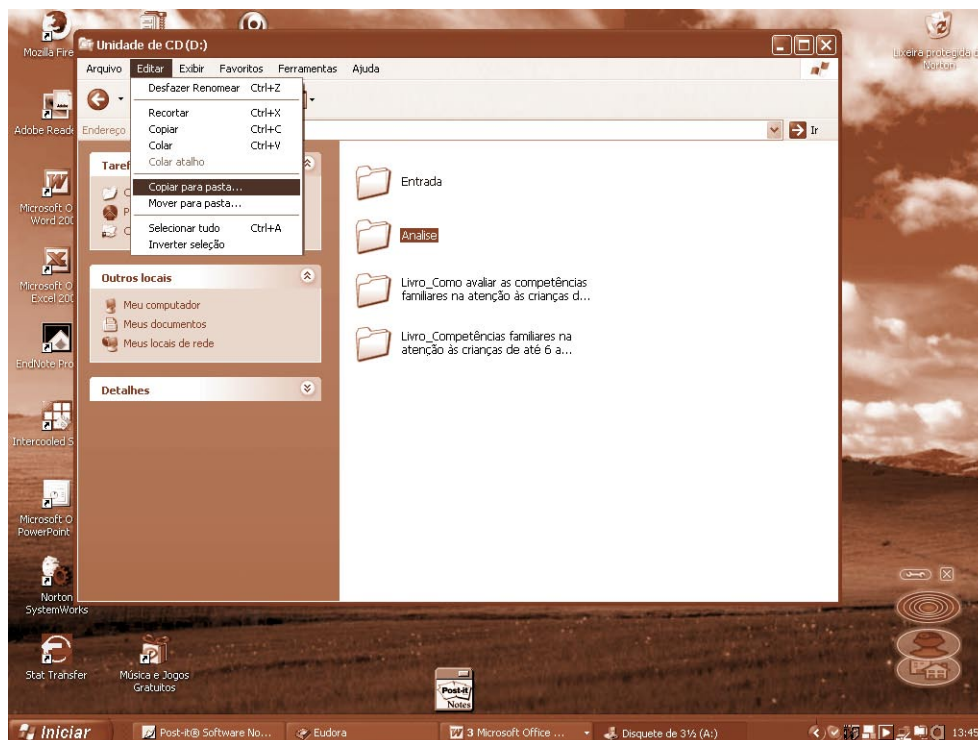 Mozilla Fire
Lixeira protegida
Norton
Unidade de CD (D:)
Arquivo Editar Exibir Favoritos Ferramentas Ajuda
Desfazer Renomear Ctrl+Z
Recortar Ctrl+X
Copiar Ctrl+C
Colar Ctrl+V
Colar atalho
Copiar para pasta...
Mover para pasta...
Selecionar tudo Ctrl+A
Inverter seleção
Endereço
Ir
Taref
Outros locais
Meu computador
Meus documentos
Meus locais de rede
Detalhes
Entrada
Analise
Livro_Como avaliar as competências
familiares na atenção às crianças d...
Livro_Competências familiares na
atenção às crianças de até 6 a...
Adobe Reade
Microsoft O
Word 200
Microsoft O
Excel 200
EndNote Pro
Intercooled S
Microsoft O
PowerPoint
Norton
SystemWorks
Stat Transfer
Música e Jogos
Gratuitos
Post-it
Notes
Iniciar
Post-it® Software No...
Eudora
3 Microsoft Office ...
Disquete de 3½ (A:)